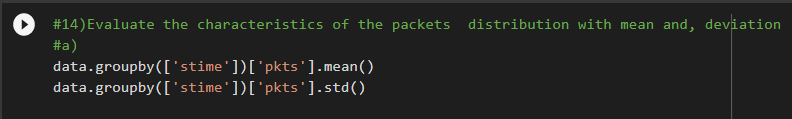 #14)Evaluate the characteristics of the packets  distribution with mean and, deviation
#a)
data.groupby(['stime'])['pkts'].mean()
data.groupby(['stime'])['pkts'].std()